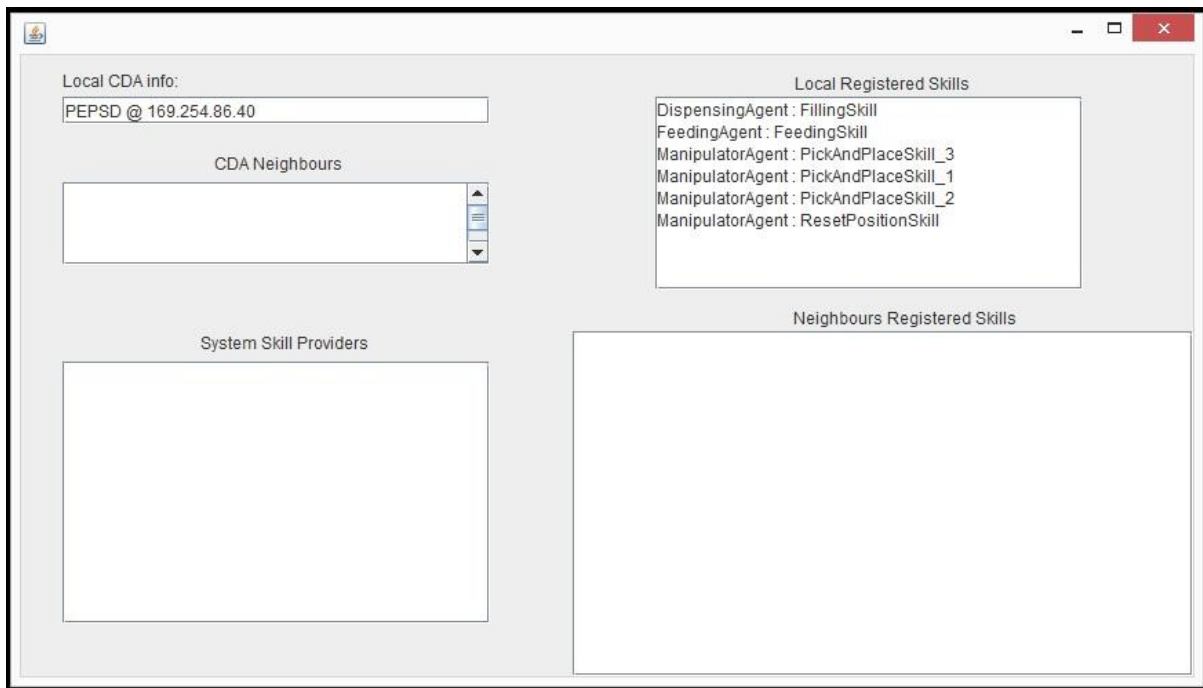 Local CDA info:
PEPSD @ 169.254.86.40
CDA Neighbours
System Skill Providers
Local Registered Skills
DispensingAgent : FillingSkill
FeedingAgent : FeedingSkill
ManipulatorAgent : PickAndPlaceSkill_3
ManipulatorAgent : PickAndPlaceSkill_1
ManipulatorAgent : PickAndPlaceSkill_2
ManipulatorAgent : ResetPositionSkill
Neighbours Registered Skills